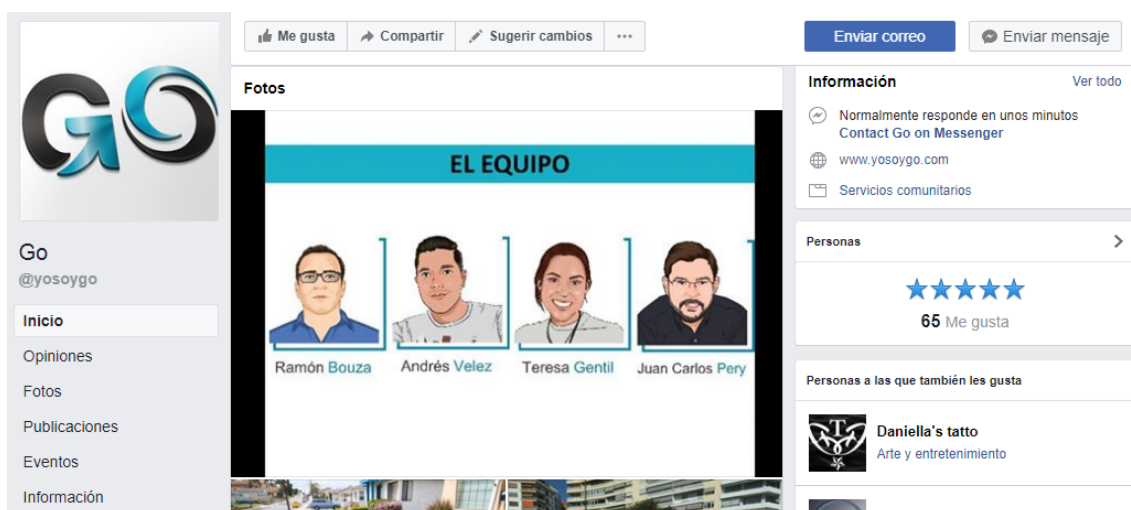 GO
Go
@yosoygo
Inicio
Opiniones
Fotos
Publicaciones
Eventos
Información
Me gusta
Compartir
Sugerir cambios
Fotos
EL EQUIPO
Ramón Bouza
Andrés Velez
Teresa Gentil
Juan Carlos Pery
Enviar correo
Enviar mensaje
Información
Ver todo
Normalmente responde en unos minutos
Contact Go on Messenger
www.yosoygo.com
Servicios comunitarios
Personas
65 Me gusta
Personas a las que también les gusta
Daniella's tatto
Arte y entretenimiento